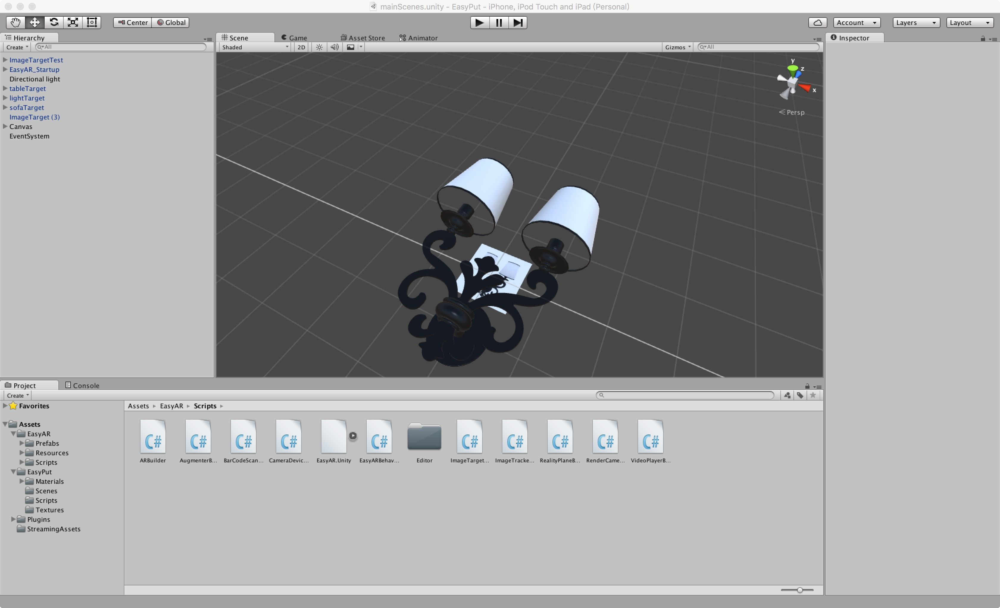 mainScenes.unity - EasyPut - iPhone, iPod Touch and iPad (Personal)
Center Global Account Layers Layout
Hierarchy
Create All
ImageTargetTest
EasyAR_Startup
Directional light
tableTarget
lightTarget
sofaTarget
ImageTarget (3)
Canvas
EventSystem
Scene Game Asset Store Animator
Shaded 2D Gizmos All
y
z
x
Persp
Inspector
Project Console
Create
Favorites
Assets
EasyAR
Prefabs
Resources
Scripts
EasyPut
Materials
Scenes
Scripts
Textures
Plugins
StreamingAssets
Assets EasyAR Scripts
C# C# C# C# C# C# C# C# C# C#
ARBuilder AugmenterB... BarCodeScan... CameraDevic... EasyAR.Unity EasyARBehav... Editor ImageTarget... ImageTracke... RealityPlaneB... RenderCame... VideoPlayerB...